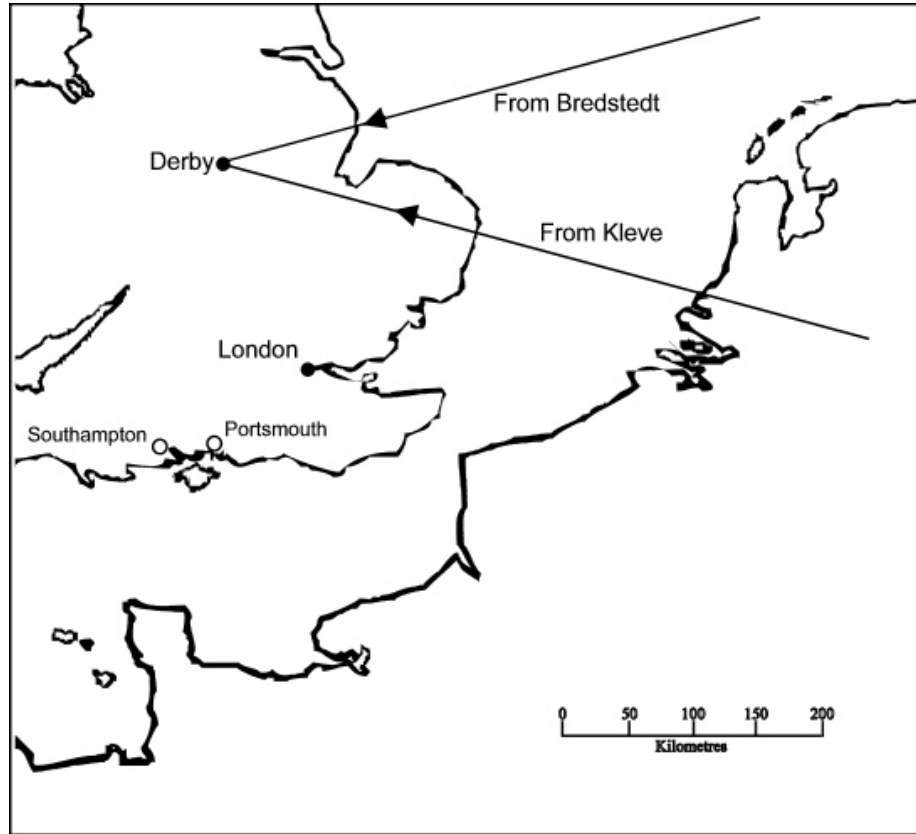 From Bredstedt
Derby
From Kleve
London
Southampton
Portsmouth
0 50 100 150 200
Kilometres